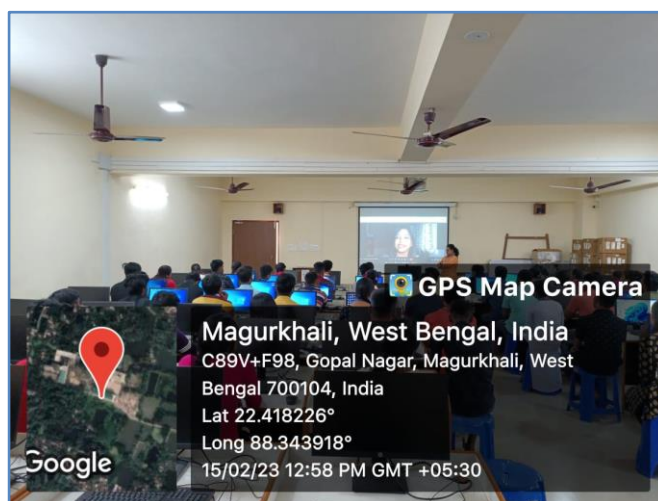 GPS Map Camera
Magurkhali, West Bengal, India
C89V+F98, Gopal Nagar, Magurkhali, West
Bengal 700104, India
Lat 22.418226°
Long 88.343918°
15/02/23 12:58 PM GMT +05:30
Google